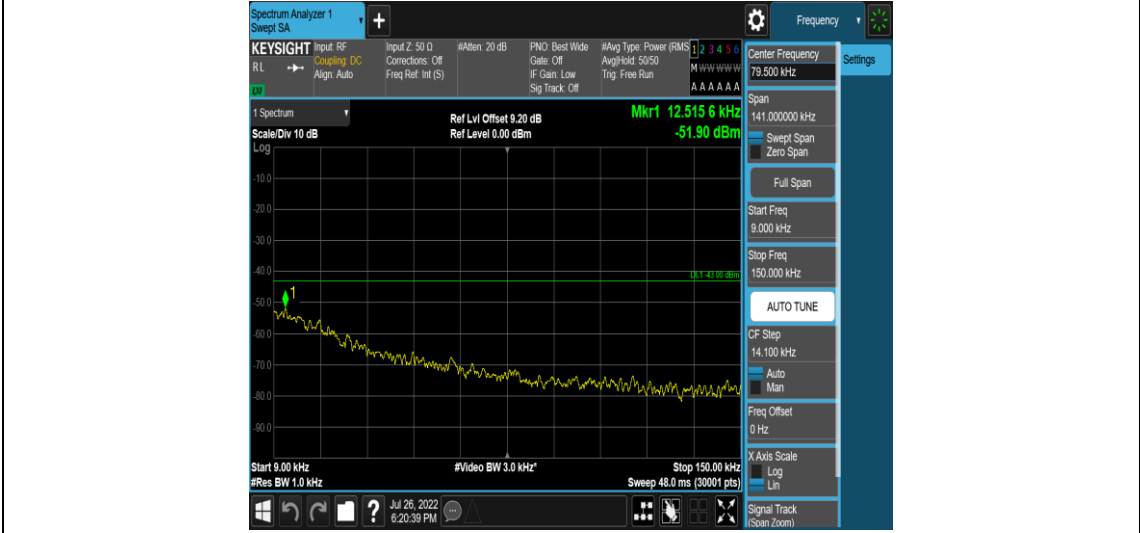 Spectrum Analyzer 1
Swept SA
+
Frequency
KEYSIGHT
RL
Input: RF
Coupling: DC
Align: Auto
Input Z: 50 Ω
Corrections: Off
Freq Ref: Int (S)
#Atten: 20 dB
PNO: Best Wide
Gate: Off
IF Gain: Low
Sig Track: Off
#Avg Type: Power (RMS
Avg|Hold: 50/50
Trig: Free Run
1 2 3 4 5 6
M W W W W W
A A A A A A
1 Spectrum
Scale/Div 10 dB
Log
Ref Lvl Offset 9.20 dB
Ref Level 0.00 dBm
Mkr1 12.515 6 kHz
-51.90 dBm
-10.0
-20.0
-30.0
-40.0
-50.0
-60.0
-70.0
-80.0
-90.0
DL1 -43.00 dBm
1
Start 9.00 kHz
#Res BW 1.0 kHz
#Video BW 3.0 kHz*
Stop 150.00 kHz
Sweep 48.0 ms (30001 pts)
?
Jul 26, 2022
6:20:39 PM
Center Frequency
79.500 kHz
Settings
Span
141.000000 kHz
Swept Span
Zero Span
Full Span
Start Freq
9.000 kHz
Stop Freq
150.000 kHz
AUTO TUNE
CF Step
14.100 kHz
Auto
Man
Freq Offset
0 Hz
X Axis Scale
Log
Lin
Signal Track
(Span Zoom)